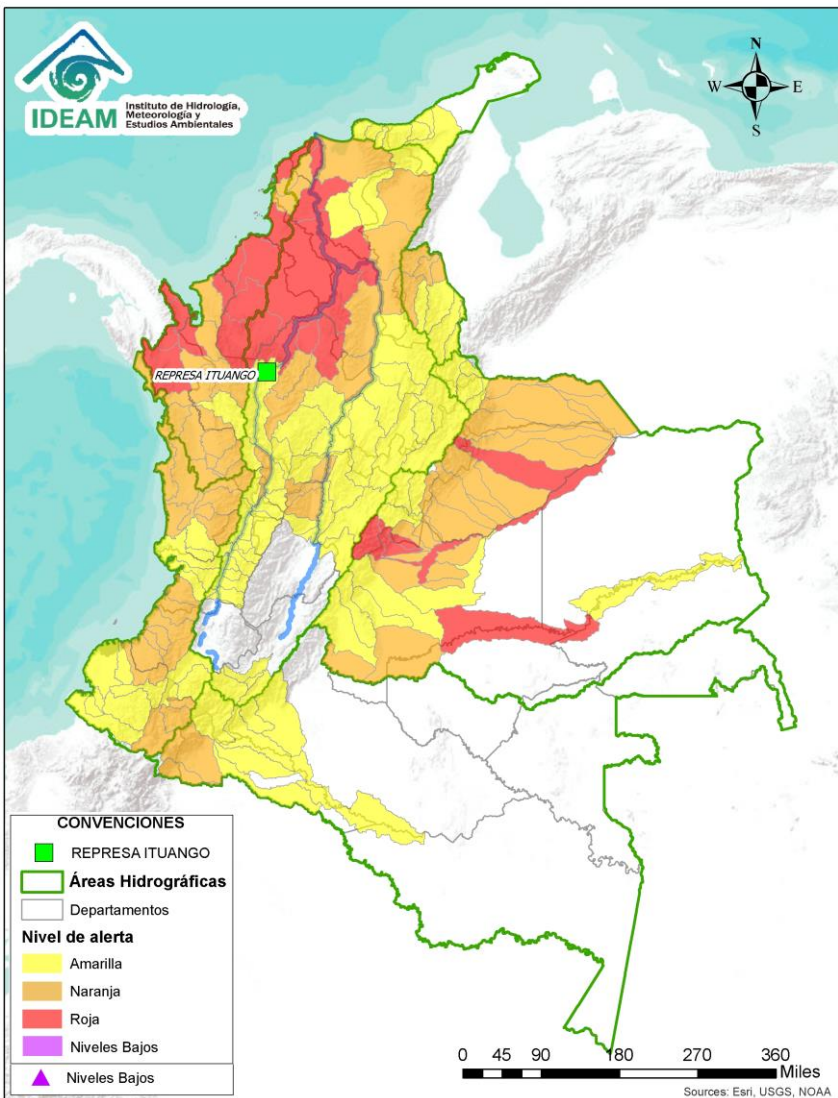 IDEAM
Instituto de Hidrología,
Meteorología y
Estudios Ambientales
N
W
E
S
REPRESA ITUANGO
CONVENCIONES
REPRESA ITUANGO
Áreas Hidrográficas
Departamentos
Nivel de alerta
Amarilla
Naranja
Roja
Niveles Bajos
Niveles Bajos
0 45 90 180 270 360
Miles
Sources: Esri, USGS, NOAA